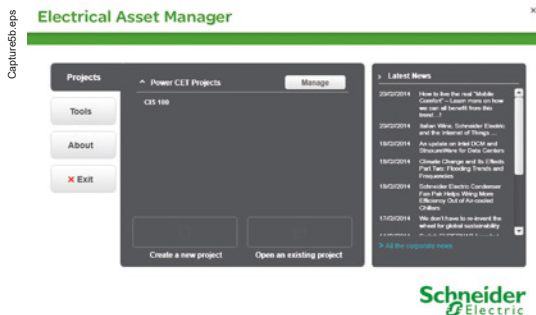 Capture5b.eps
Electrical Asset Manager
×
Projects
Tools
About
× Exit
Power CET Projects
Manage
CIS 100
Create a new project
Open an existing project
> Latest News
20/02/2014 How to live the real "Mobile
Comfort" – Learn more on how
we can all benefit from this
trend…!
20/02/2014 Italian Wine, Schneider Electric
and the Internet of Things …
18/02/2014 An update on Intel DCM and
StruxureWare for Data Centers
18/02/2014 Climate Change and Its Effects
Part Two: Flooding Trends and
Frequencies
18/02/2014 Schneider Electric Condenser
Fan Pak Helps Wring More
Efficiency Out of Air-cooled
Chillers
17/02/2014 We don't have to re-invent the
wheel for global sustainability
> All the corporate news
Schneider
Electric